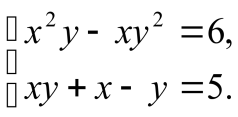 x²y - xy² = 6,
xy + x - y = 5.